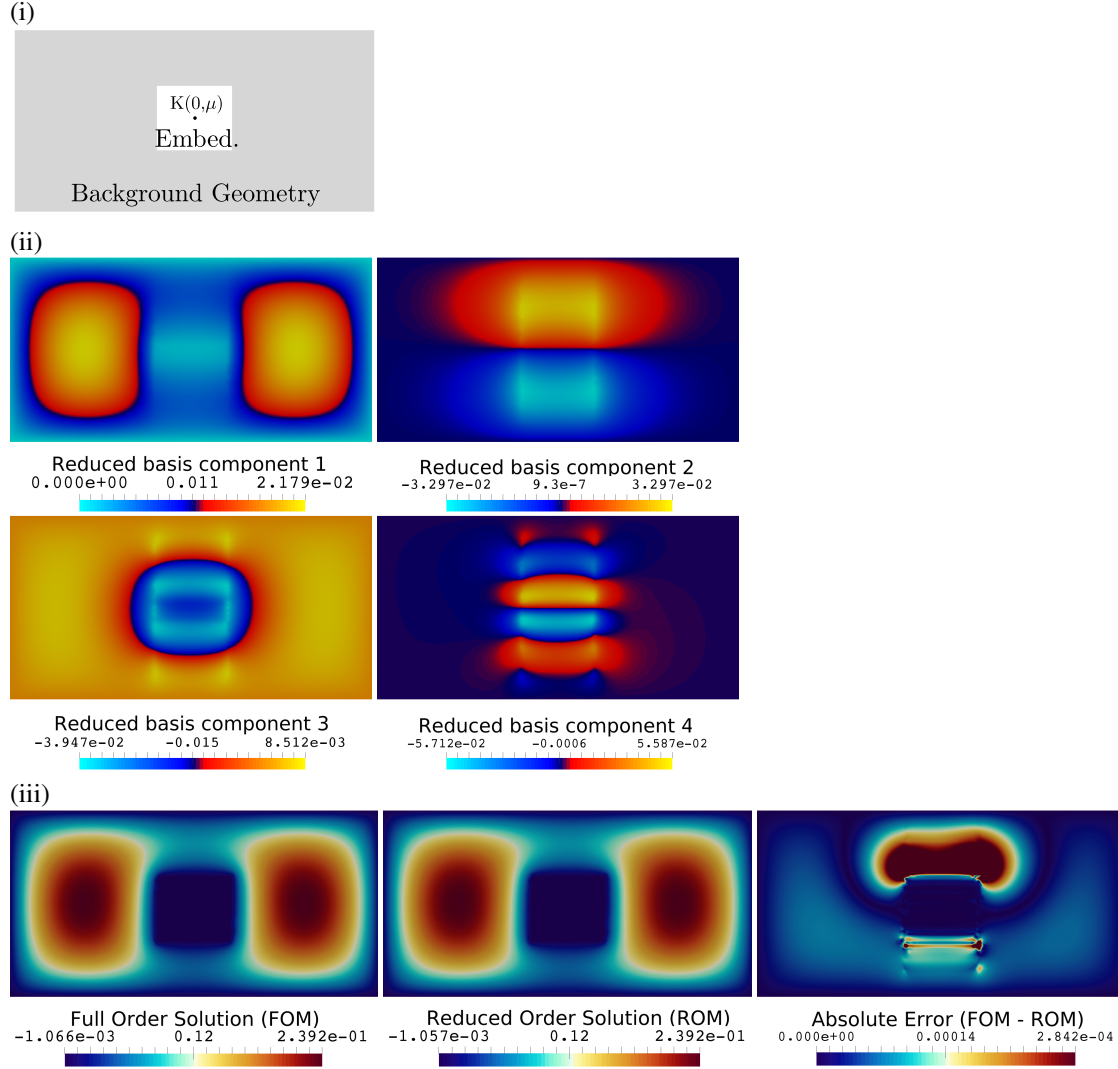 (i)
K(0,μ)
Embed.
Background Geometry
(ii)
Reduced basis component 1
0.000e+00 0.011 2.179e-02
Reduced basis component 2
-3.297e-02 9.3e-7 3.297e-02
Reduced basis component 3
-3.947e-02 -0.015 8.512e-03
Reduced basis component 4
-5.712e-02 -0.0006 5.587e-02
(iii)
Full Order Solution (FOM)
-1.066e-03 0.12 2.392e-01
Reduced Order Solution (ROM)
-1.057e-03 0.12 2.392e-01
Absolute Error (FOM - ROM)
0.000e+00 0.00014 2.842e-04